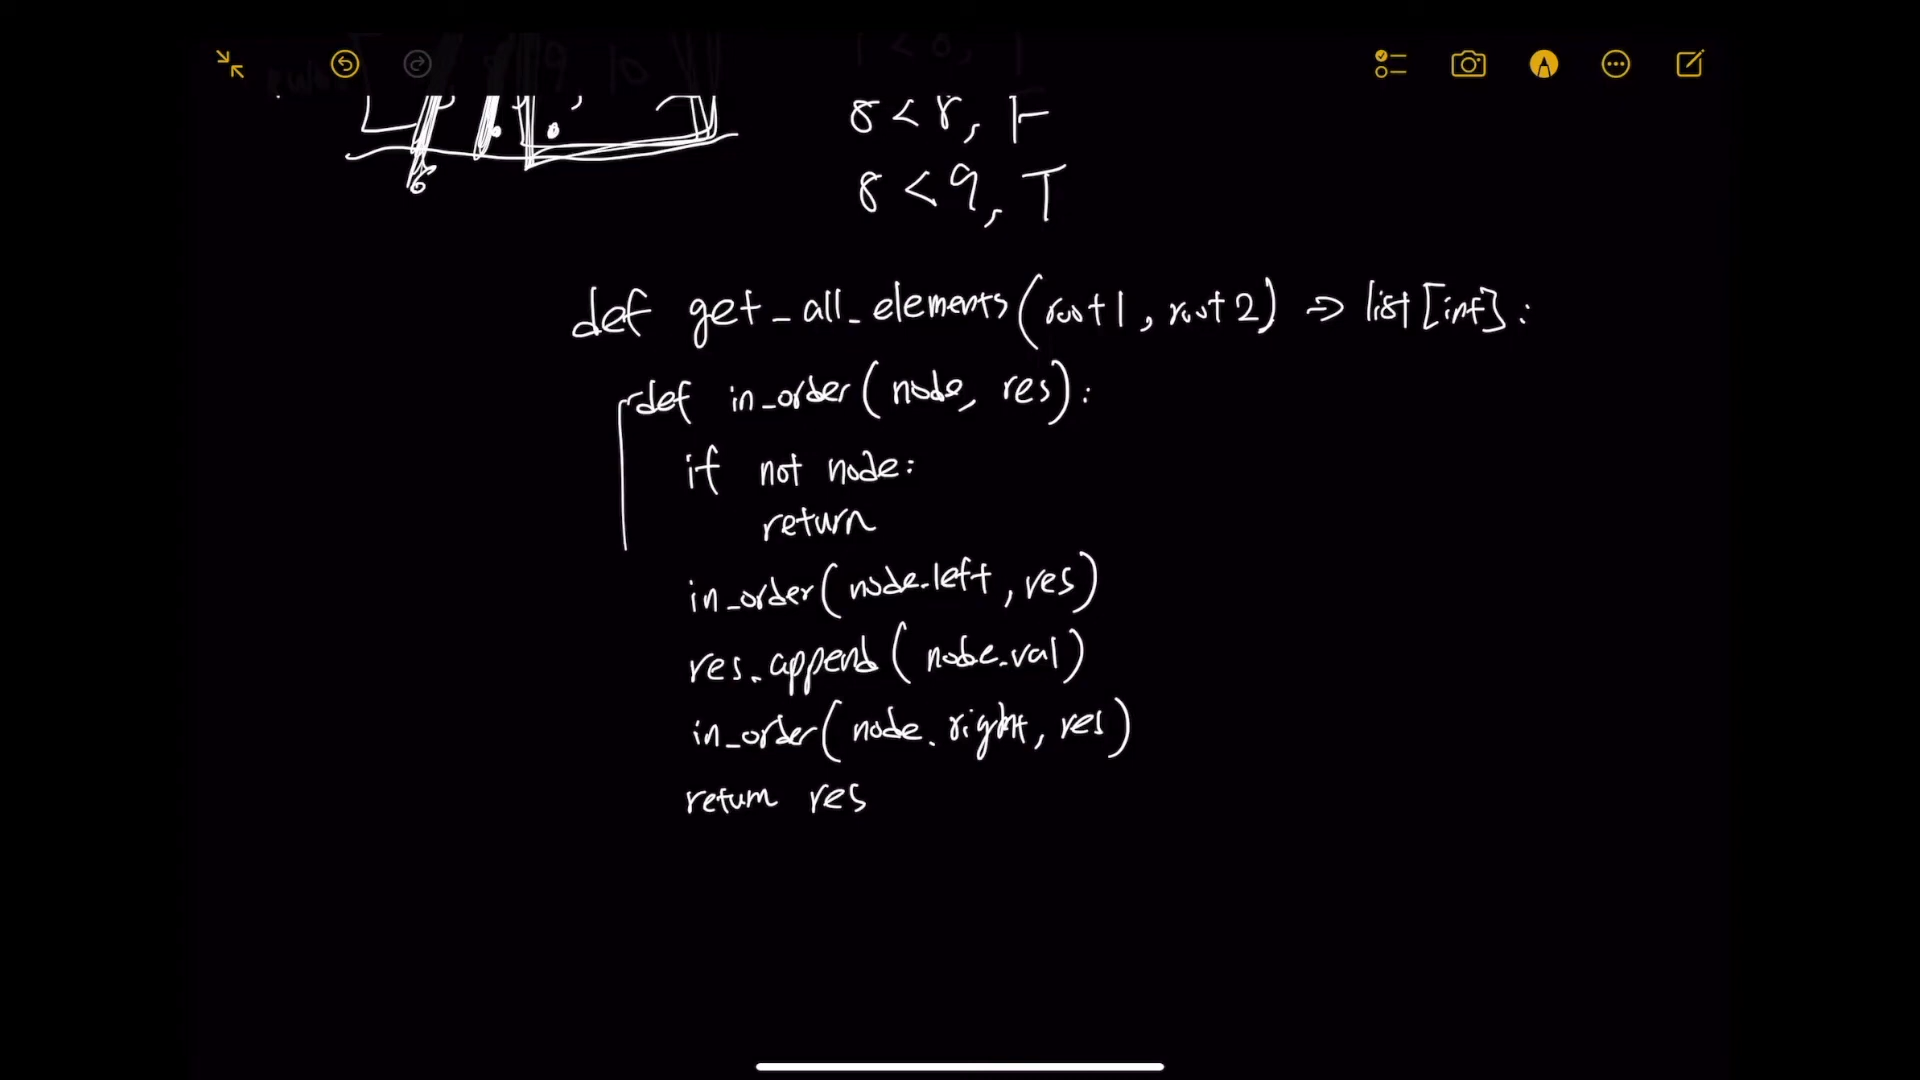 8 < 8, F
8 < 9, T
6
def get_all_elements(root1, root2) -> list[int]:
def in_order(node, res):
if not node:
return
in_order(node.left, res)
res.append(node.val)
in_order(node.right, res)
return res